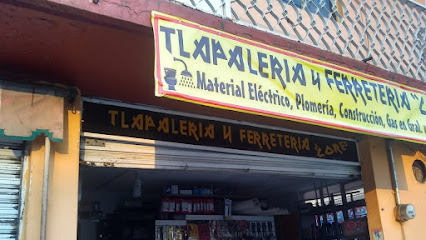 TLAPALERIA Y FERRETERIA
Material Eléctrico, Plomería, Construcción, Gas en Gral.
TLAPALERIA Y FERRETERIA